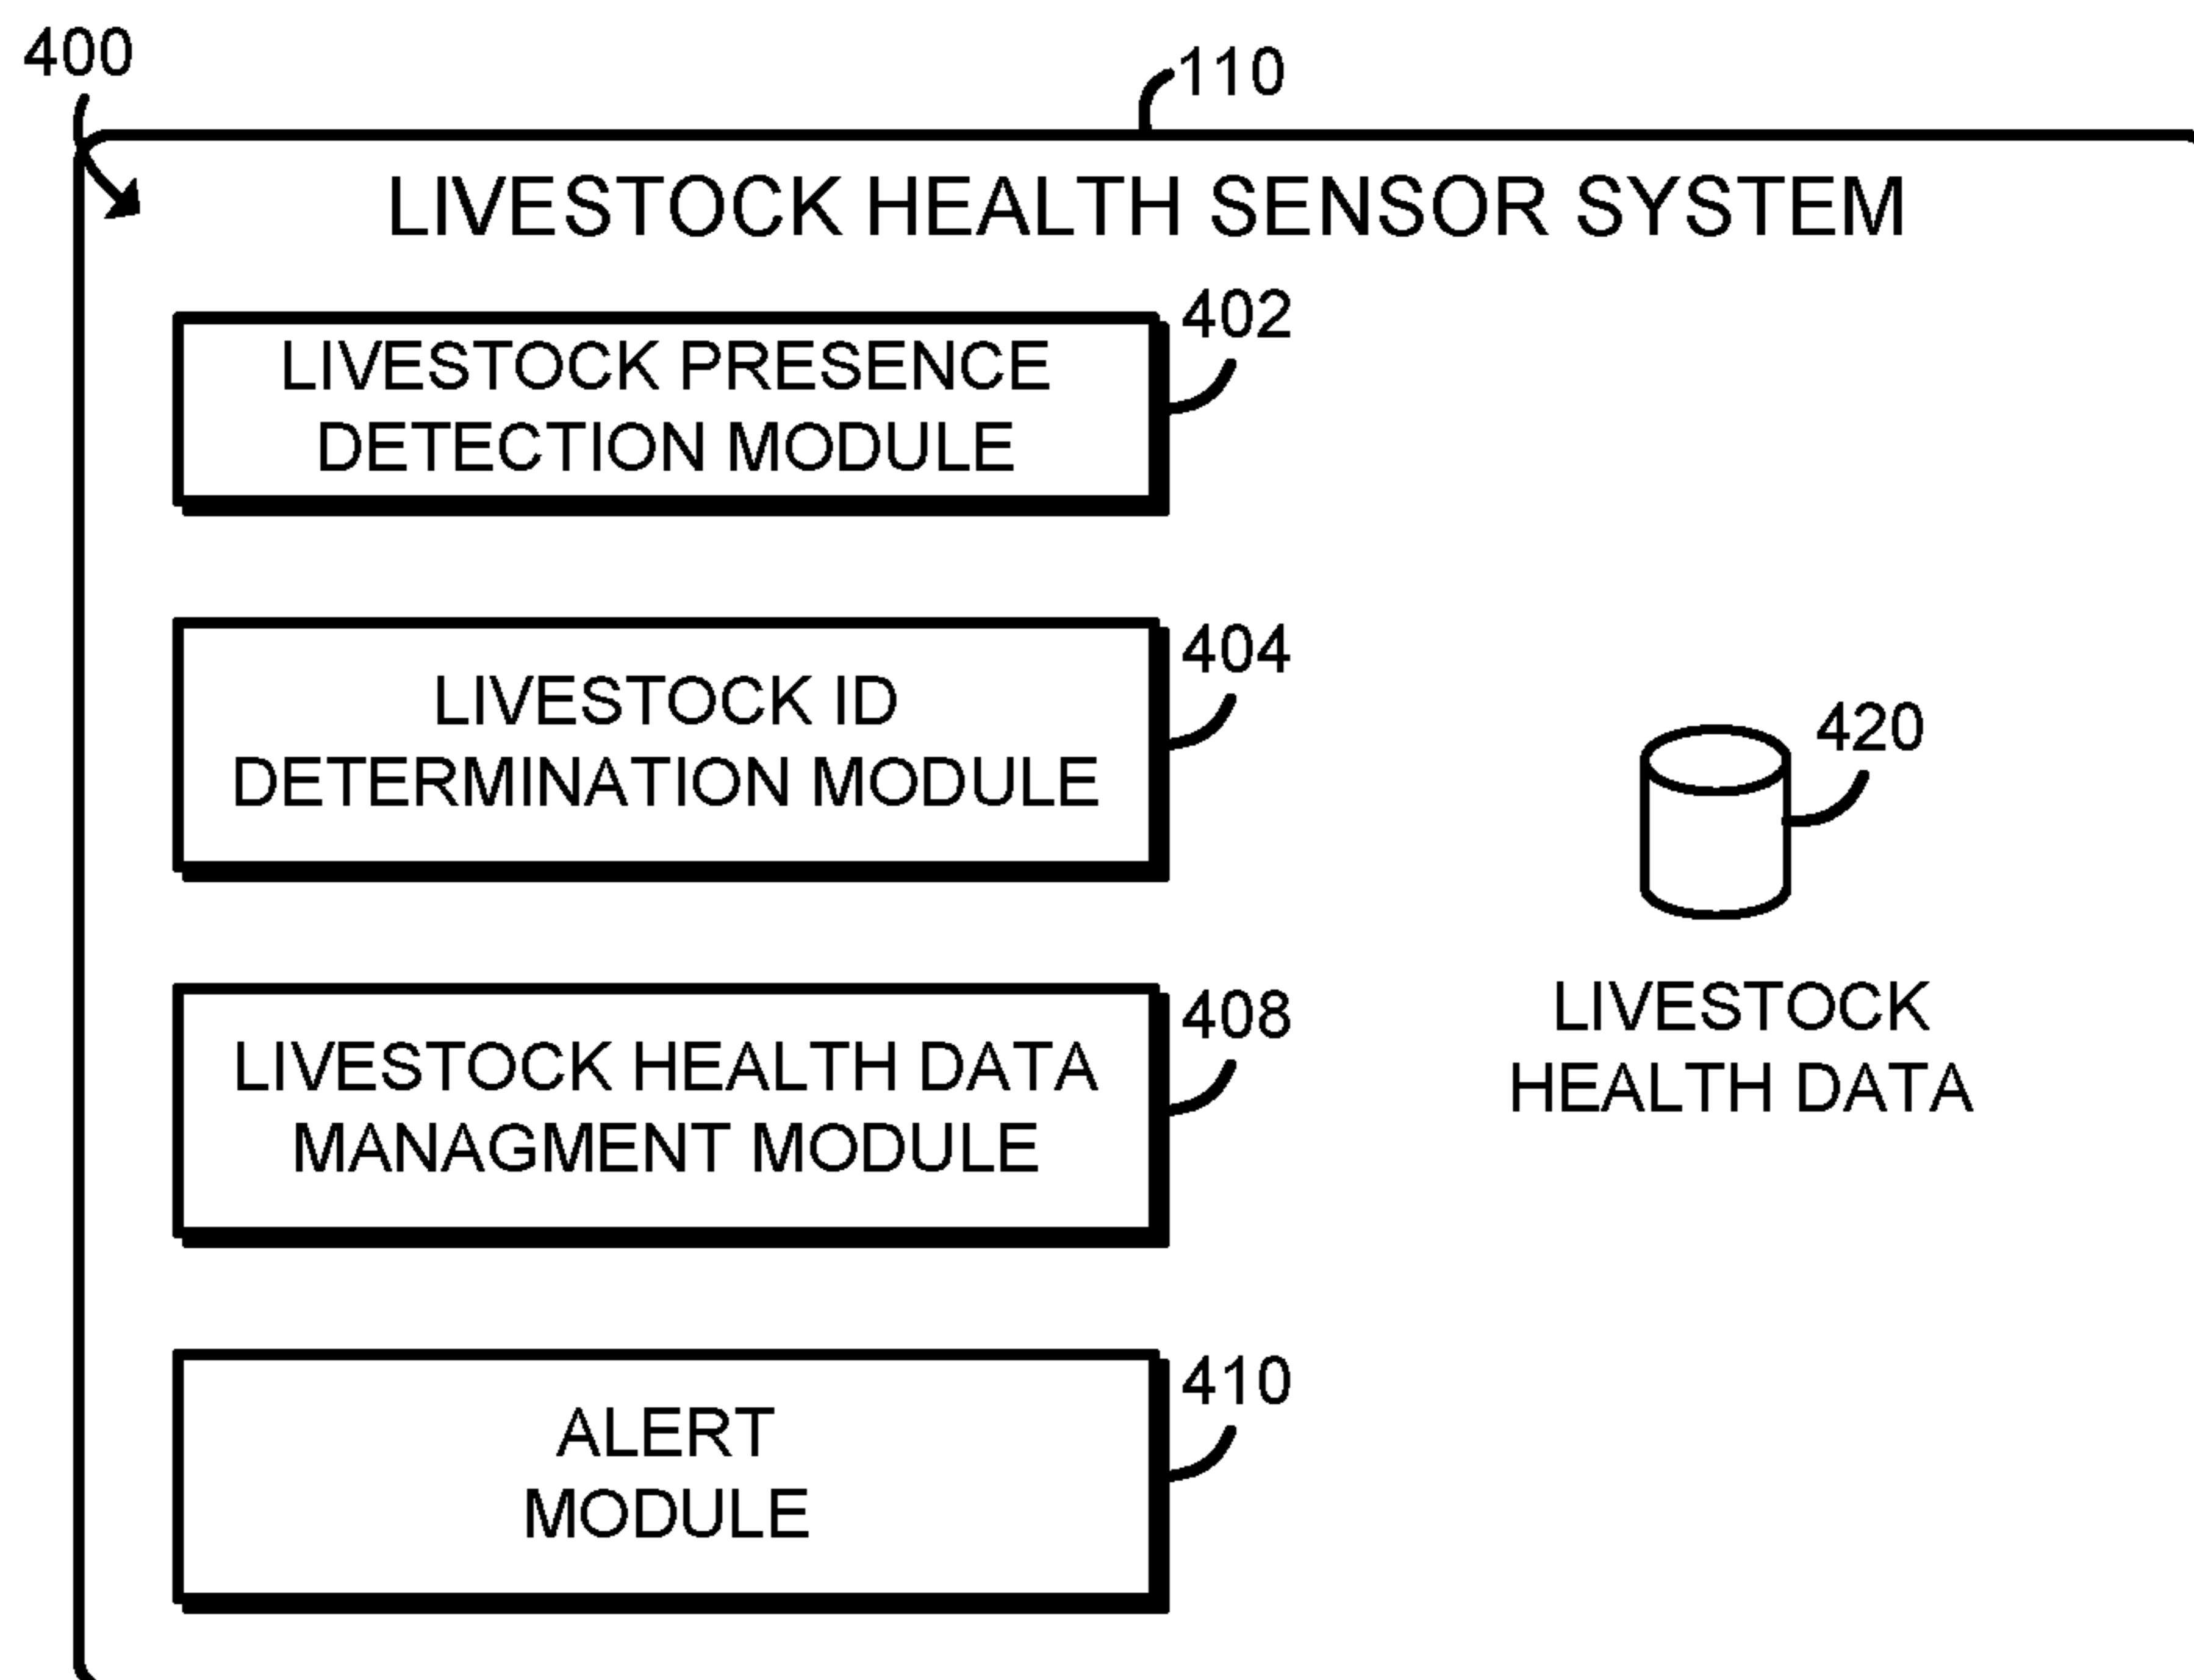 400
110
LIVESTOCK HEALTH SENSOR SYSTEM
402
LIVESTOCK PRESENCE
DETECTION MODULE
404
LIVESTOCK ID
DETERMINATION MODULE
420
408
LIVESTOCK HEALTH DATA
MANAGMENT MODULE
LIVESTOCK
HEALTH DATA
410
ALERT
MODULE